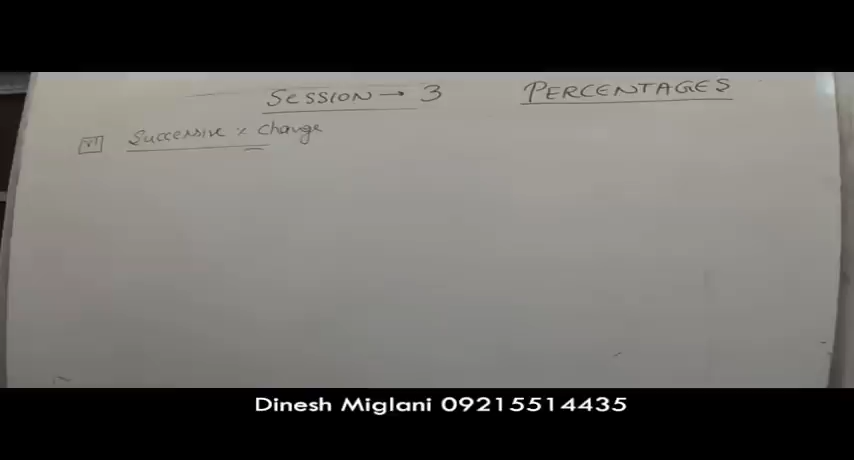 SESSION → 3 PERCENTAGES
Successive % change
Dinesh Miglani 09215514435